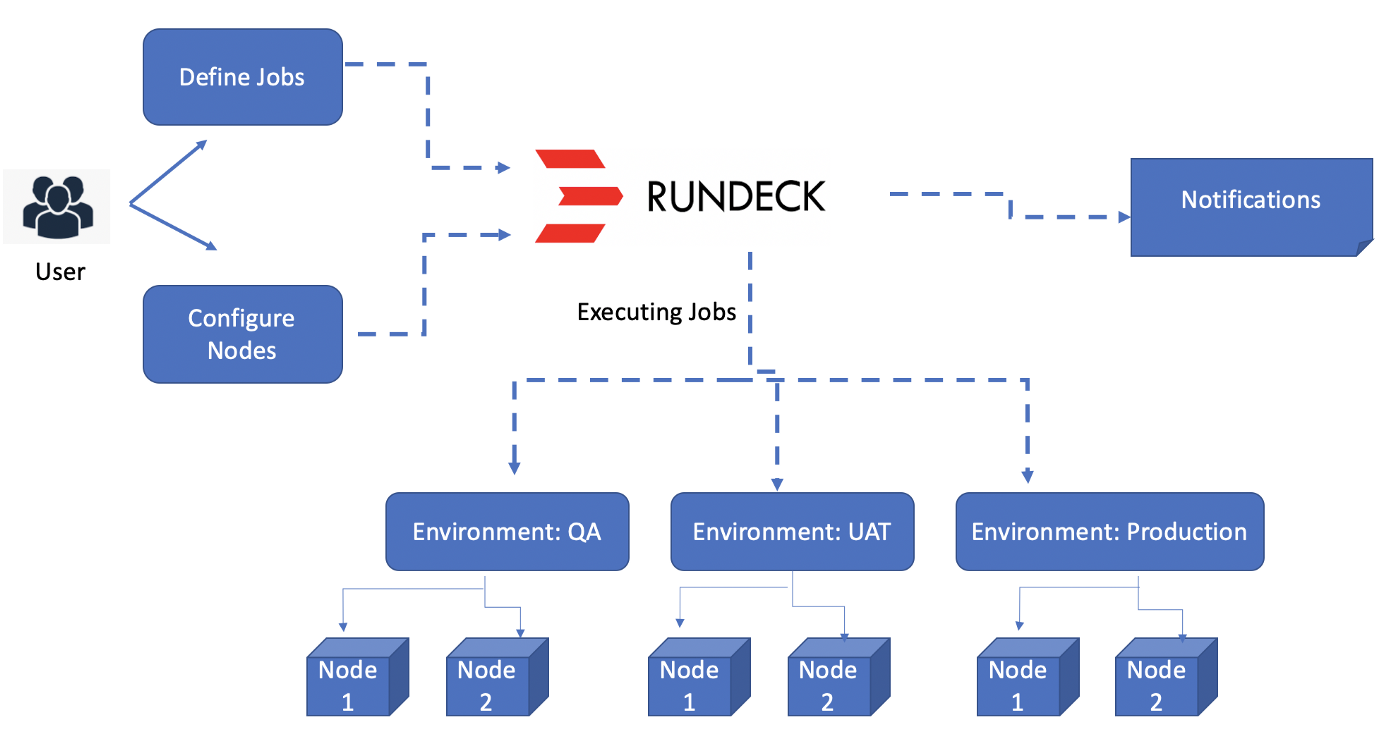 Define Jobs
User
Configure
Nodes
RUNDECK
Notifications
Executing Jobs
Environment: QA
Environment: UAT
Environment: Production
Node
1
Node
2
Node
1
Node
2
Node
1
Node
2